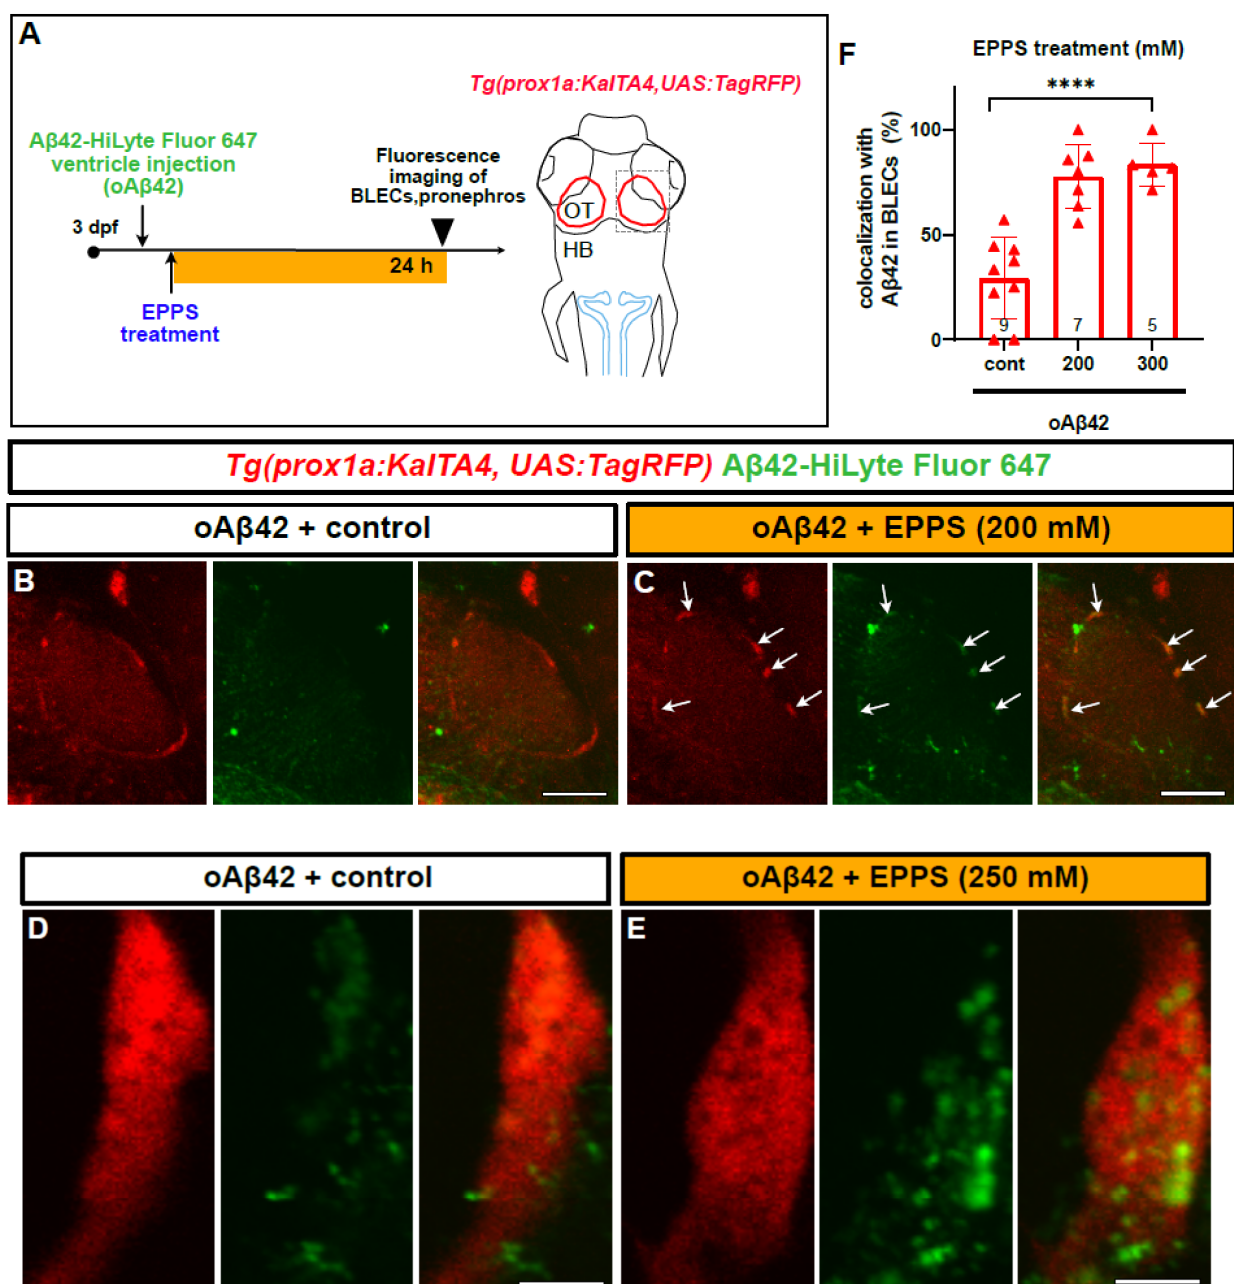 A
Tg(prox1a:KalTA4,UAS:TagRFP)
Aβ42-HiLyte Fluor 647
ventricle injection
(oAβ42)
Fluorescence
imaging of
BLECs,pronephros
3 dpf
24 h
EPPS
treatment
OT
HB
F
EPPS treatment (mM)
****
colocalization with
Aβ42 in BLECs (%)
100
50
0
9
7
5
cont
200
300
oAβ42
Tg(prox1a:KalTA4, UAS:TagRFP) Aβ42-HiLyte Fluor 647
oAβ42 + control
oAβ42 + EPPS (200 mM)
B
C
oAβ42 + control
oAβ42 + EPPS (250 mM)
D
E